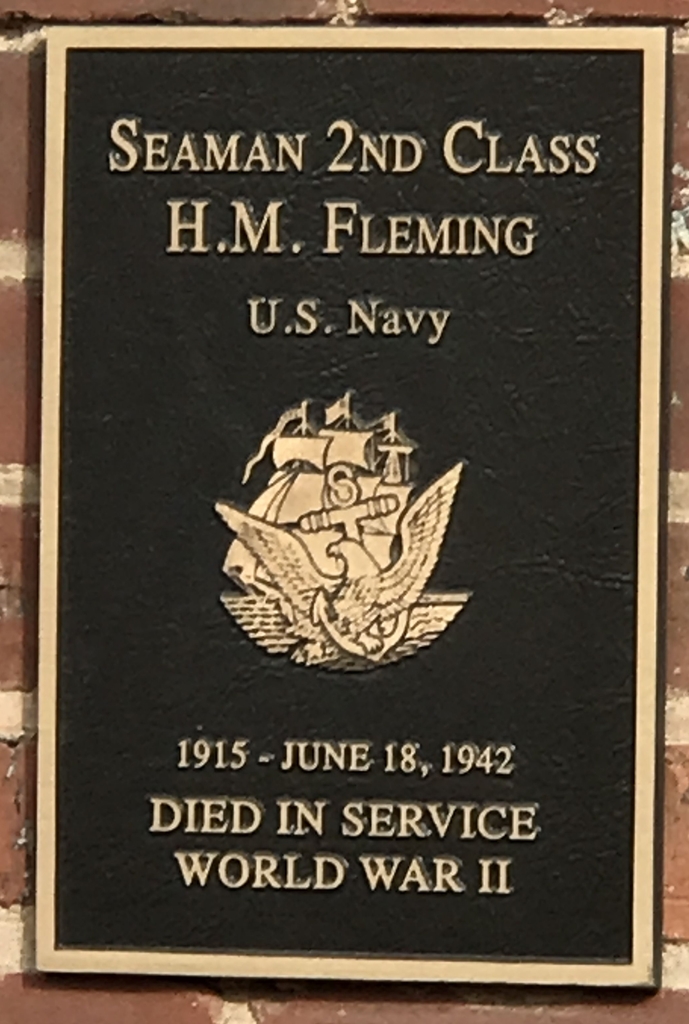 SEAMAN 2ND CLASS
H.M. FLEMING
U.S. Navy
1915 - JUNE 18, 1942
DIED IN SERVICE
WORLD WAR II